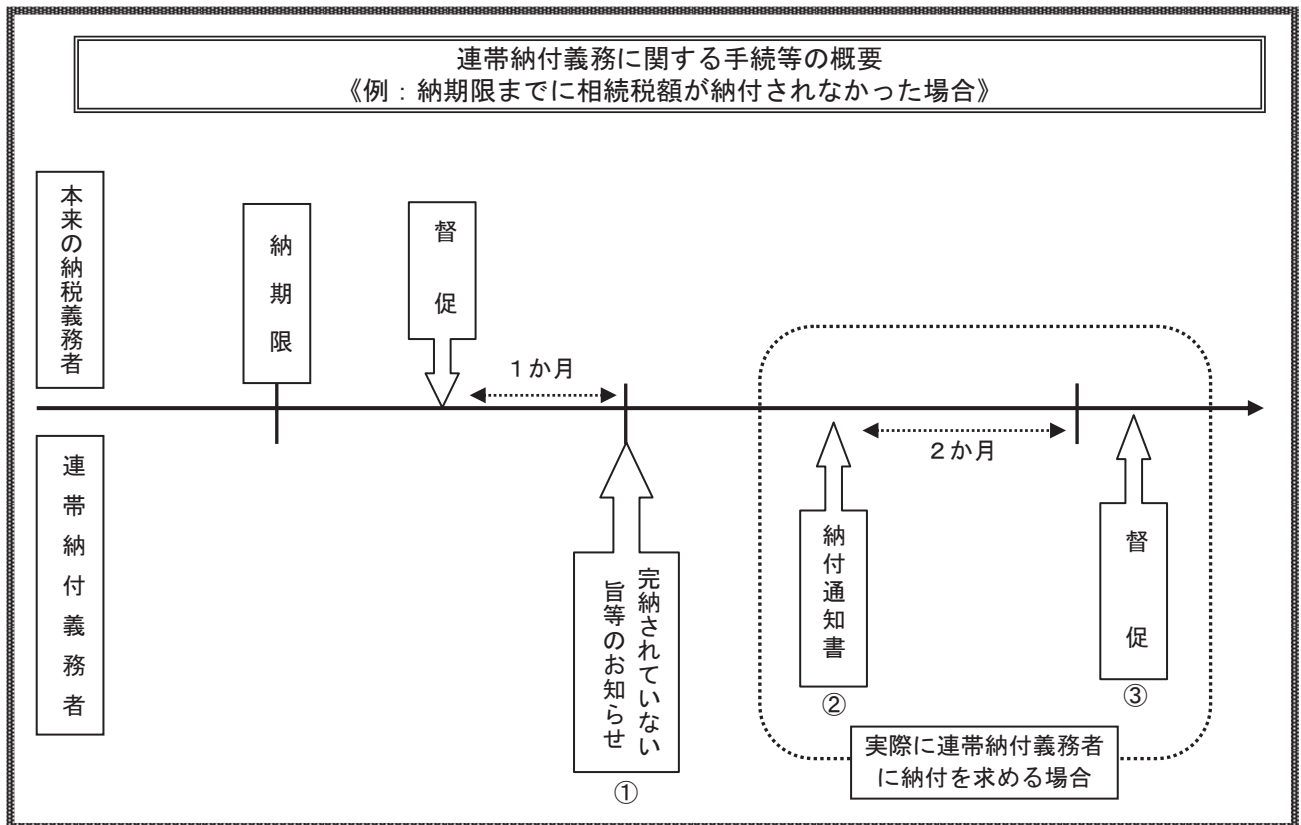 連帯納付義務に関する手続等の概要
《例：納期限までに相続税額が納付されなかった場合》
本来の納税義務者
納期限
督促
1か月
連帯納付義務者
完納されていない
旨等のお知らせ
①
納付通知書
②
2か月
督促
③
実際に連帯納付義務者
に納付を求める場合